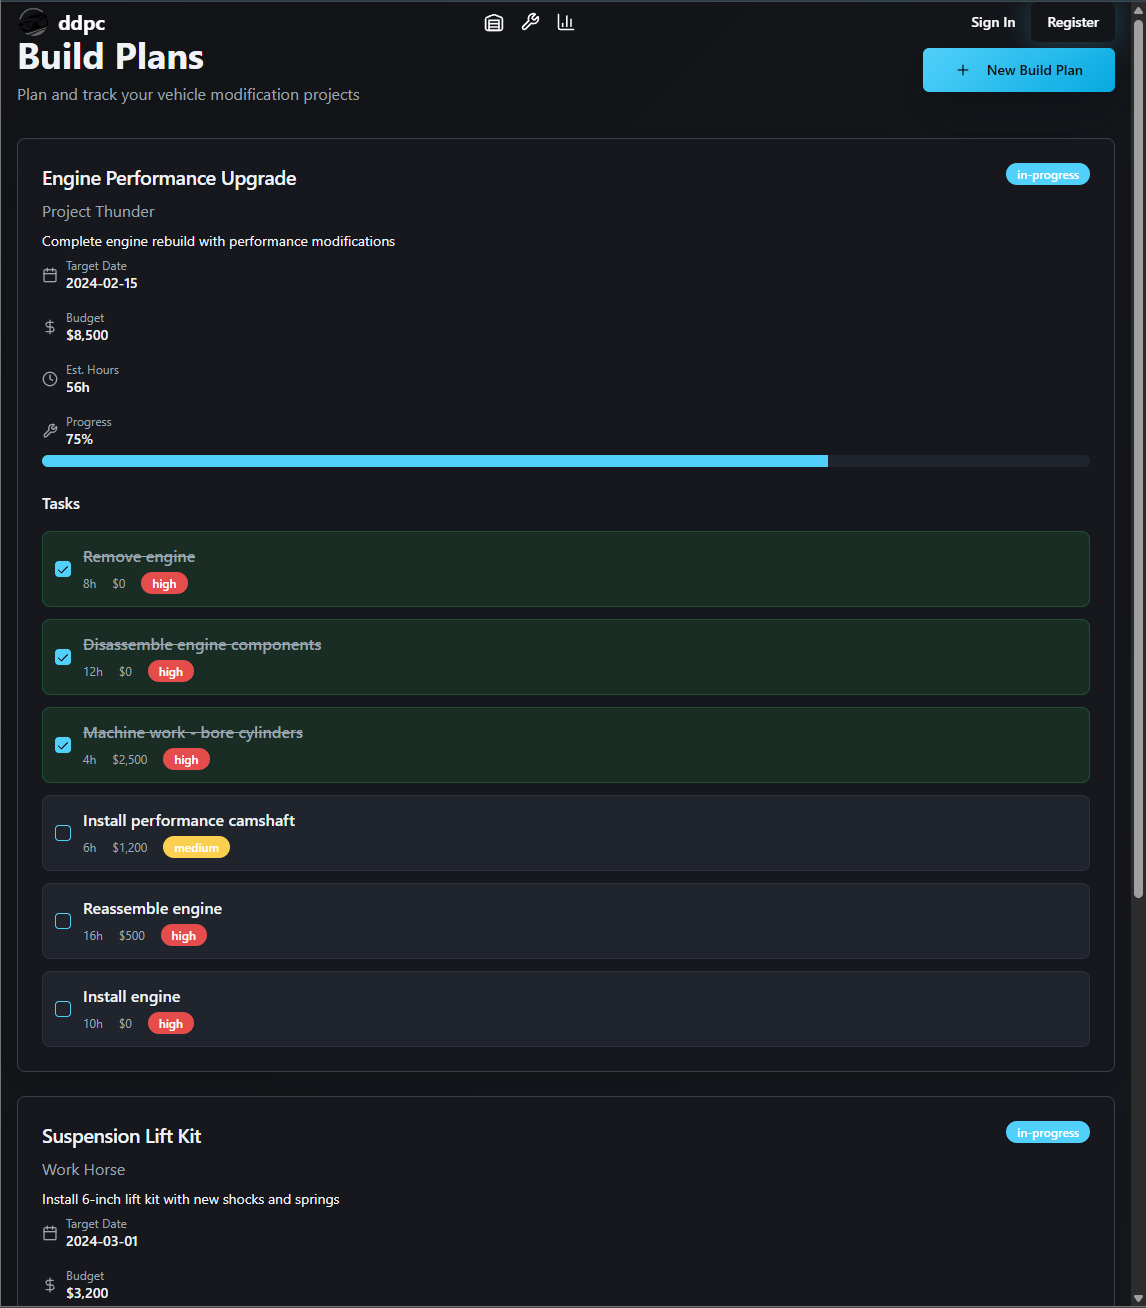 ddpc
Sign In
Register
Build Plans
Plan and track your vehicle modification projects
New Build Plan
Engine Performance Upgrade
in-progress
Project Thunder
Complete engine rebuild with performance modifications
Target Date
2024-02-15
Budget
$8,500
Est. Hours
56h
Progress
75%
Tasks
Remove engine
8h $0 high
Disassemble engine components
12h $0 high
Machine work - bore cylinders
4h $2,500 high
Install performance camshaft
6h $1,200 medium
Reassemble engine
16h $500 high
Install engine
10h $0 high
Suspension Lift Kit
in-progress
Work Horse
Install 6-inch lift kit with new shocks and springs
Target Date
2024-03-01
Budget
$3,200